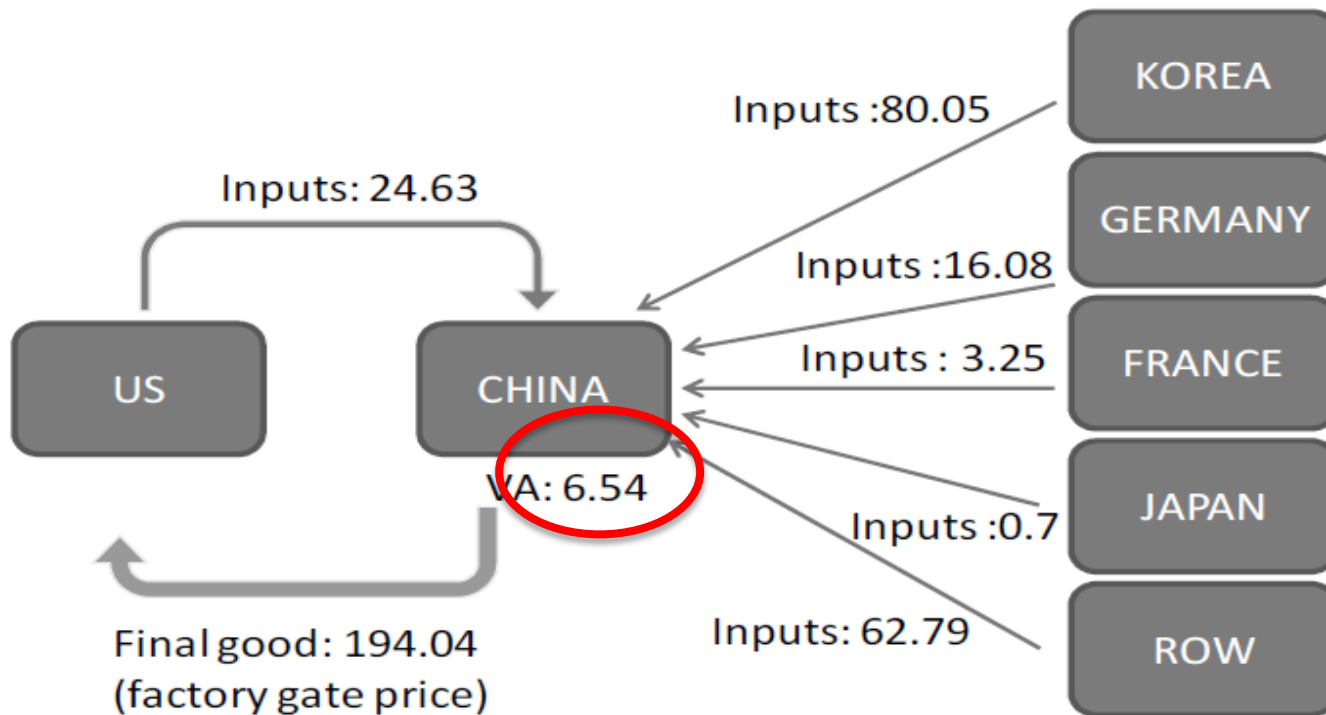 KOREA
Inputs :80.05
Inputs: 24.63
GERMANY
Inputs :16.08
US
CHINA
Inputs : 3.25
FRANCE
VA: 6.54
Inputs :0.7
JAPAN
Final good: 194.04
(factory gate price)
Inputs: 62.79
ROW